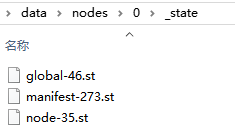 › data › nodes › 0 › _state
名称
global-46.st
manifest-273.st
node-35.st